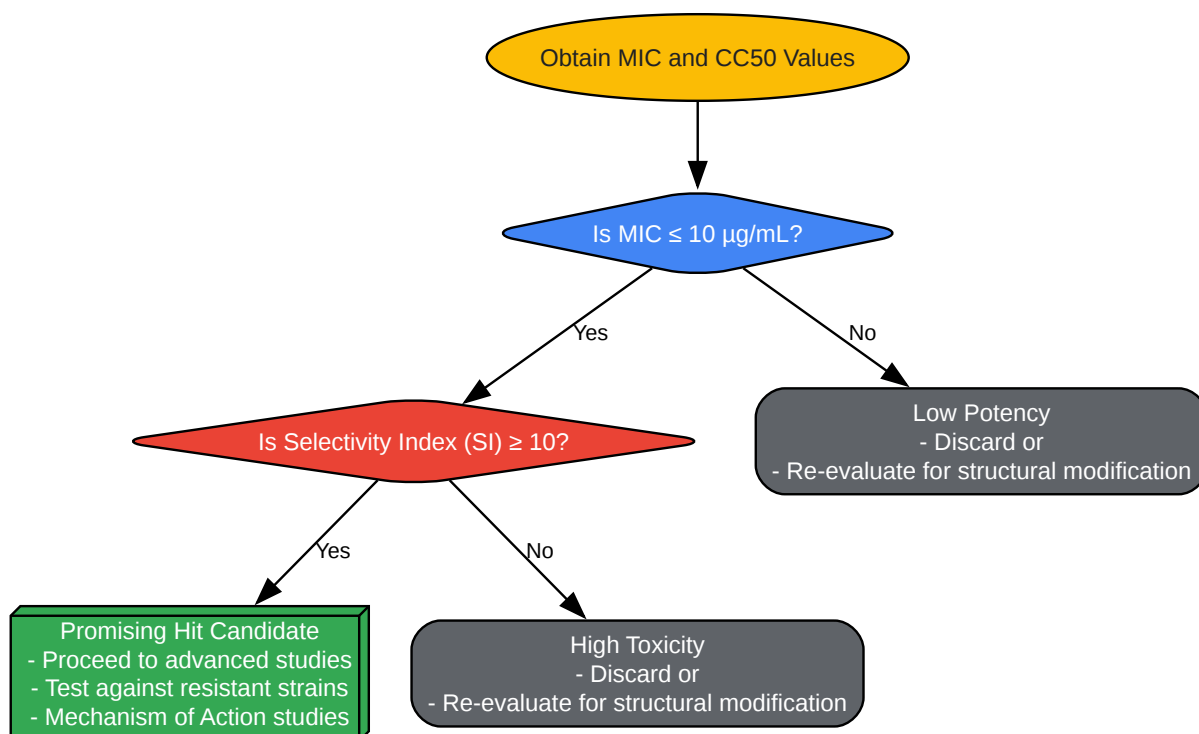 Obtain MIC and CC50 Values
Is MIC ≤ 10 µg/mL?
Yes
No
Is Selectivity Index (SI) ≥ 10?
Low Potency
- Discard or
- Re-evaluate for structural modification
Yes
No
Promising Hit Candidate
- Proceed to advanced studies
- Test against resistant strains
- Mechanism of Action studies
High Toxicity
- Discard or
- Re-evaluate for structural modification